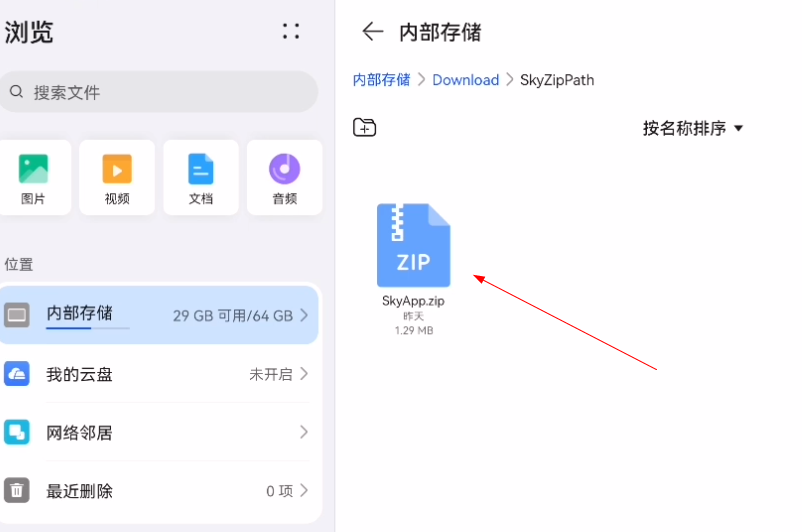 浏览
搜索文件
图片
视频
文档
音频
位置
内部存储
29 GB 可用/64 GB
我的云盘
未开启
网络邻居
最近删除
0 项
内部存储
内部存储 > Download > SkyZipPath
按名称排序
ZIP
SkyApp.zip
昨天
1.29 MB